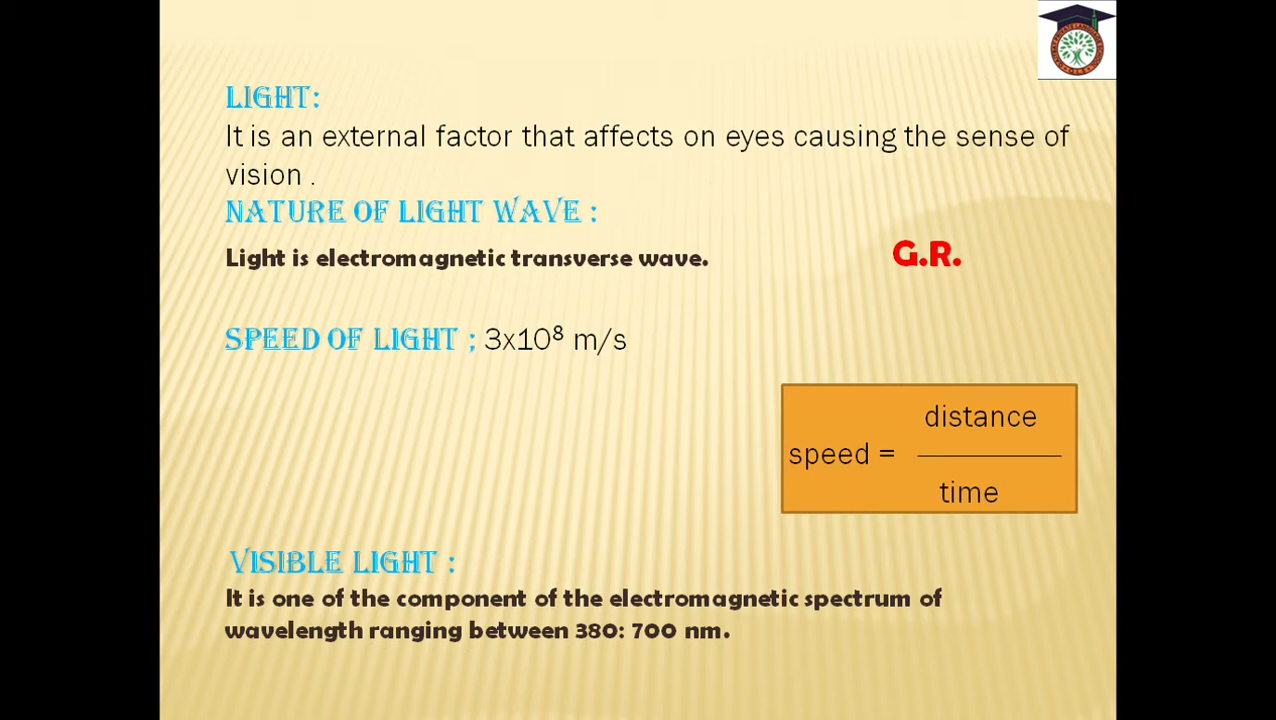 LIGHT:
It is an external factor that affects on eyes causing the sense of
vision .
NATURE OF LIGHT WAVE :
Light is electromagnetic transverse wave.
G.R.
SPEED OF LIGHT ; 3x10⁸ m/s
distance
speed =
time
VISIBLE LIGHT :
It is one of the component of the electromagnetic spectrum of
wavelength ranging between 380: 700 nm.